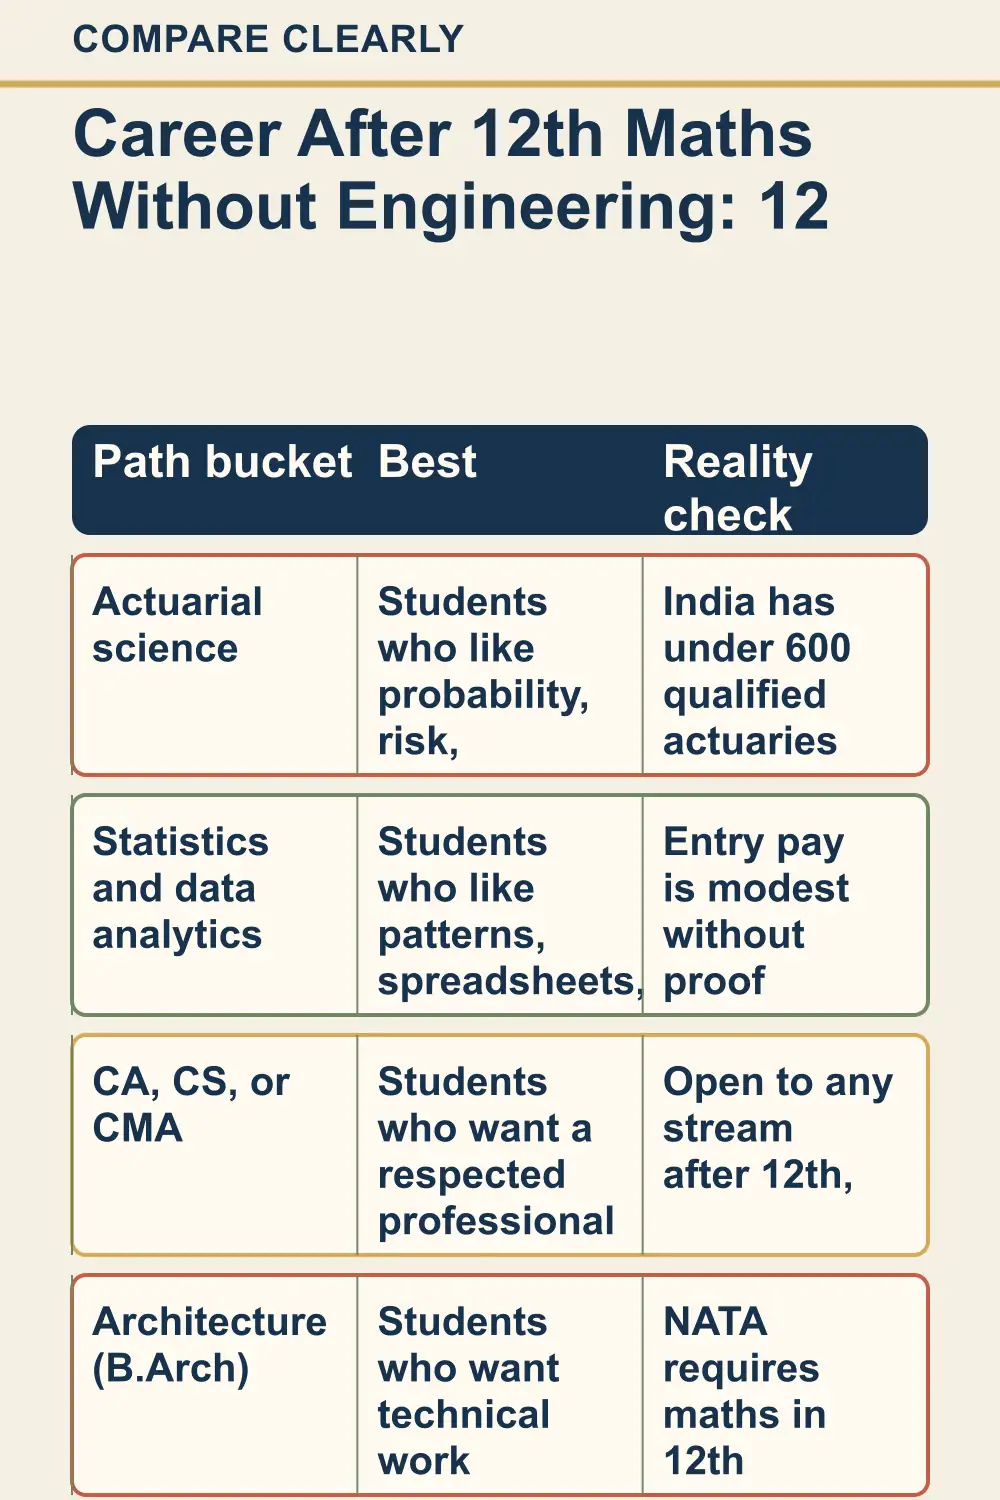 COMPARE CLEARLY
Career After 12th Maths
Without Engineering: 12
Path bucket
Best
Reality
check
Actuarial
science
Students
who like
probability,
risk,
India has
under 600
qualified
actuaries
Statistics
and data
analytics
Students
who like
patterns,
spreadsheets,
Entry pay
is modest
without
proof
CA, CS, or
CMA
Students
who want a
respected
professional
Open to any
stream
after 12th,
Architecture
(B.Arch)
Students
who want
technical
work
NATA
requires
maths in
12th